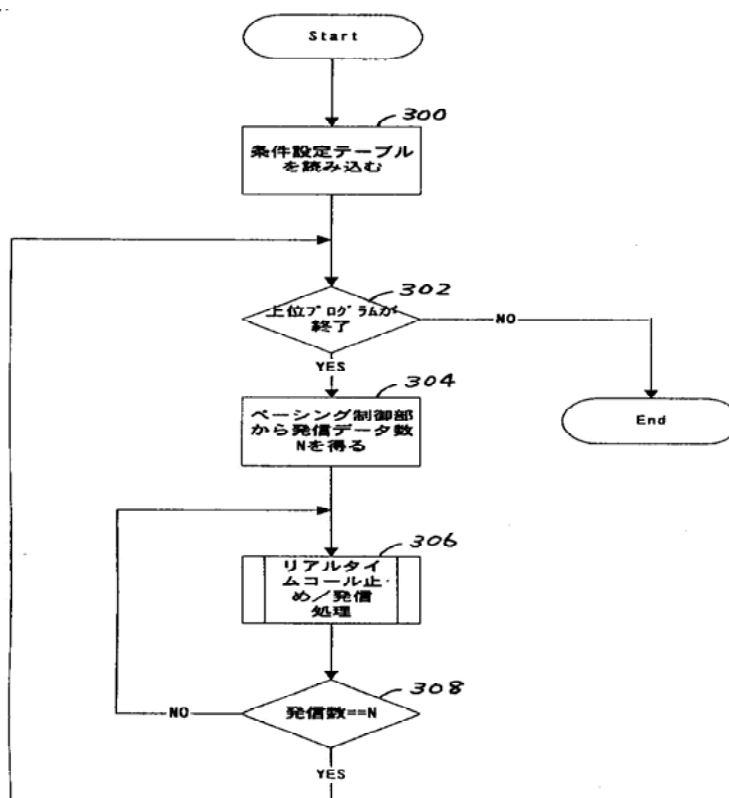 Start
300
条件設定テーブル
を読み込む
302
上位プログラムが
終了
NO
YES
304
ペーシング制御部
から発信データ数
Nを得る
End
306
リアルタイ
ムコール止
め/発信
処理
308
発信数==N
NO
YES